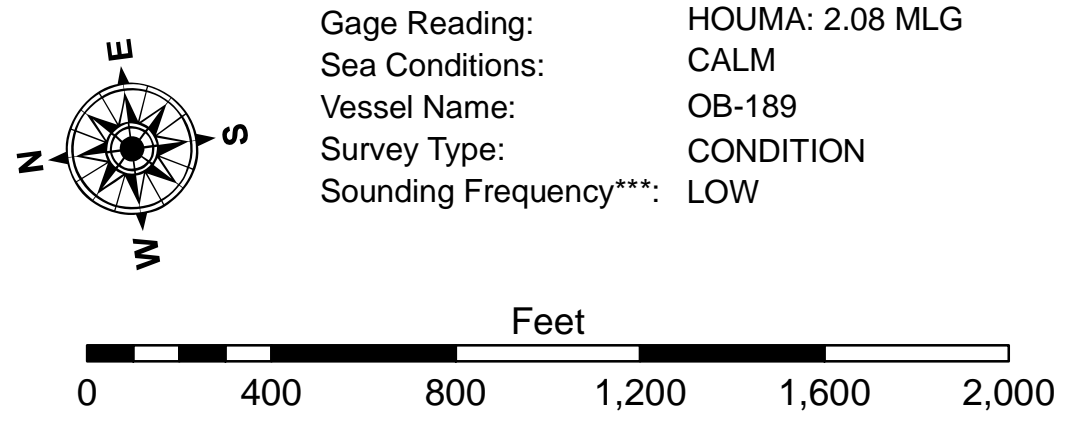 N
E
S
W
Gage Reading: HOUMA: 2.08 MLG
Sea Conditions: CALM
Vessel Name: OB-189
Survey Type: CONDITION
Sounding Frequency***: LOW
Feet
0 400 800 1,200 1,600 2,000